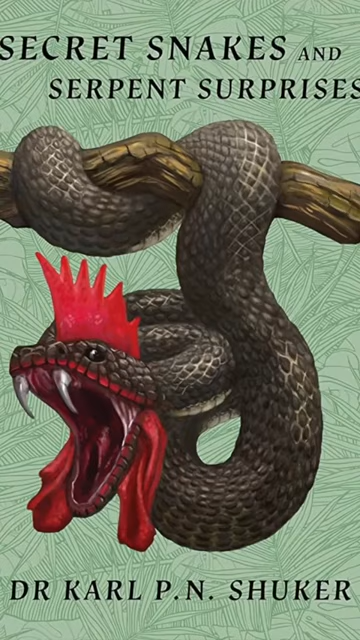 SECRET SNAKES AND
SERPENT SURPRISES
DR KARL P.N. SHUKER